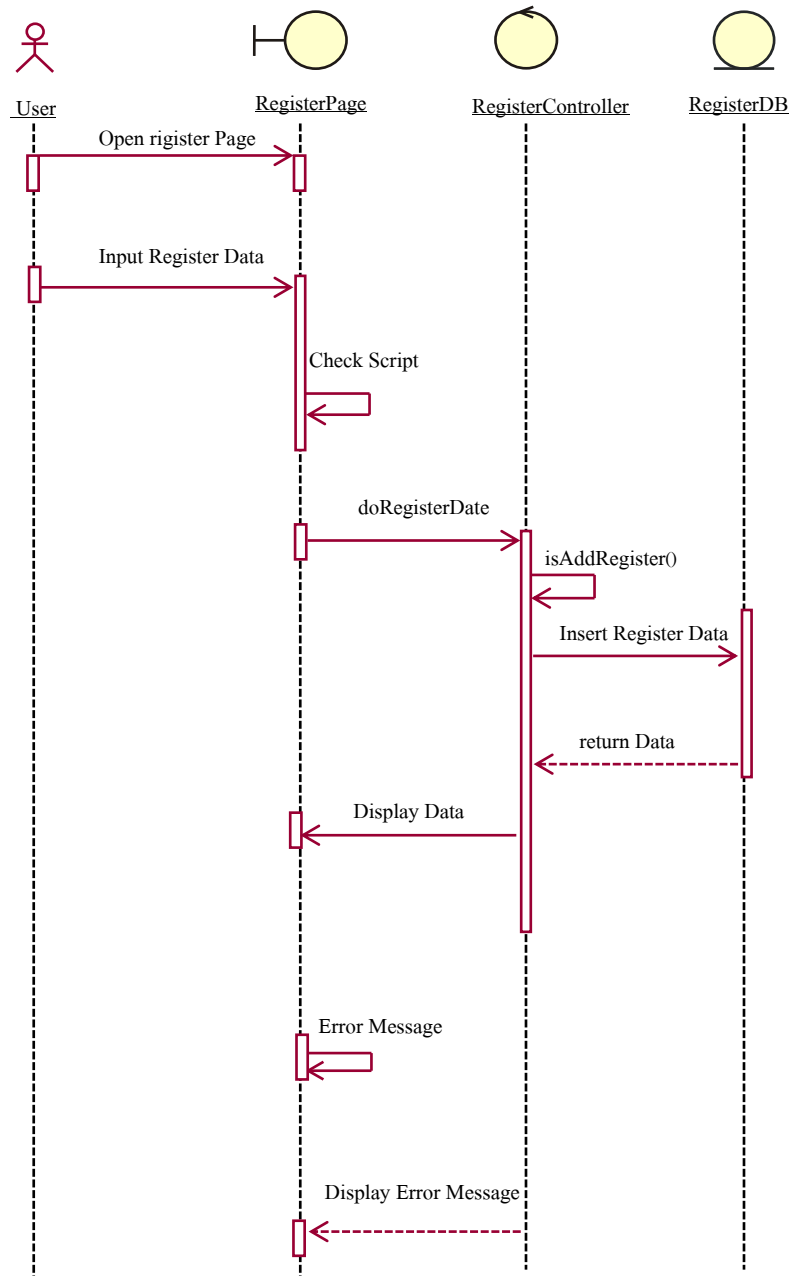 User
RegisterPage
RegisterController
RegisterDB
Open rigister Page
Input Register Data
Check Script
doRegisterDate
isAddRegister()
Insert Register Data
return Data
Display Data
Error Message
Display Error Message